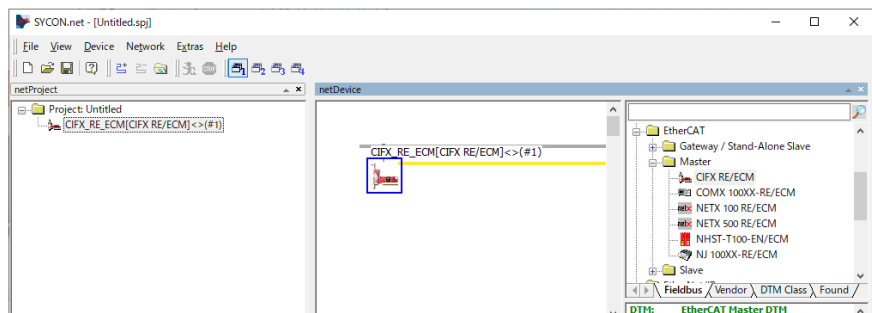 SYCON.net - [Untitled.spj]
File View Device Network Extras Help
netProject
netDevice
Project: Untitled
CIFX_RE_ECM[CIFX RE/ECM]<>(#1)
CIFX_RE_ECM[CIFX RE/ECM]<>(#1)
EtherCAT
Gateway / Stand-Alone Slave
Master
CIFX RE/ECM
COMX 100XX-RE/ECM
NETX 100 RE/ECM
NETX 500 RE/ECM
NHST-T100-EN/ECM
NJ 100XX-RE/ECM
Slave
Fieldbus Vendor DTM Class Found
DTM: EtherCAT Master DTM